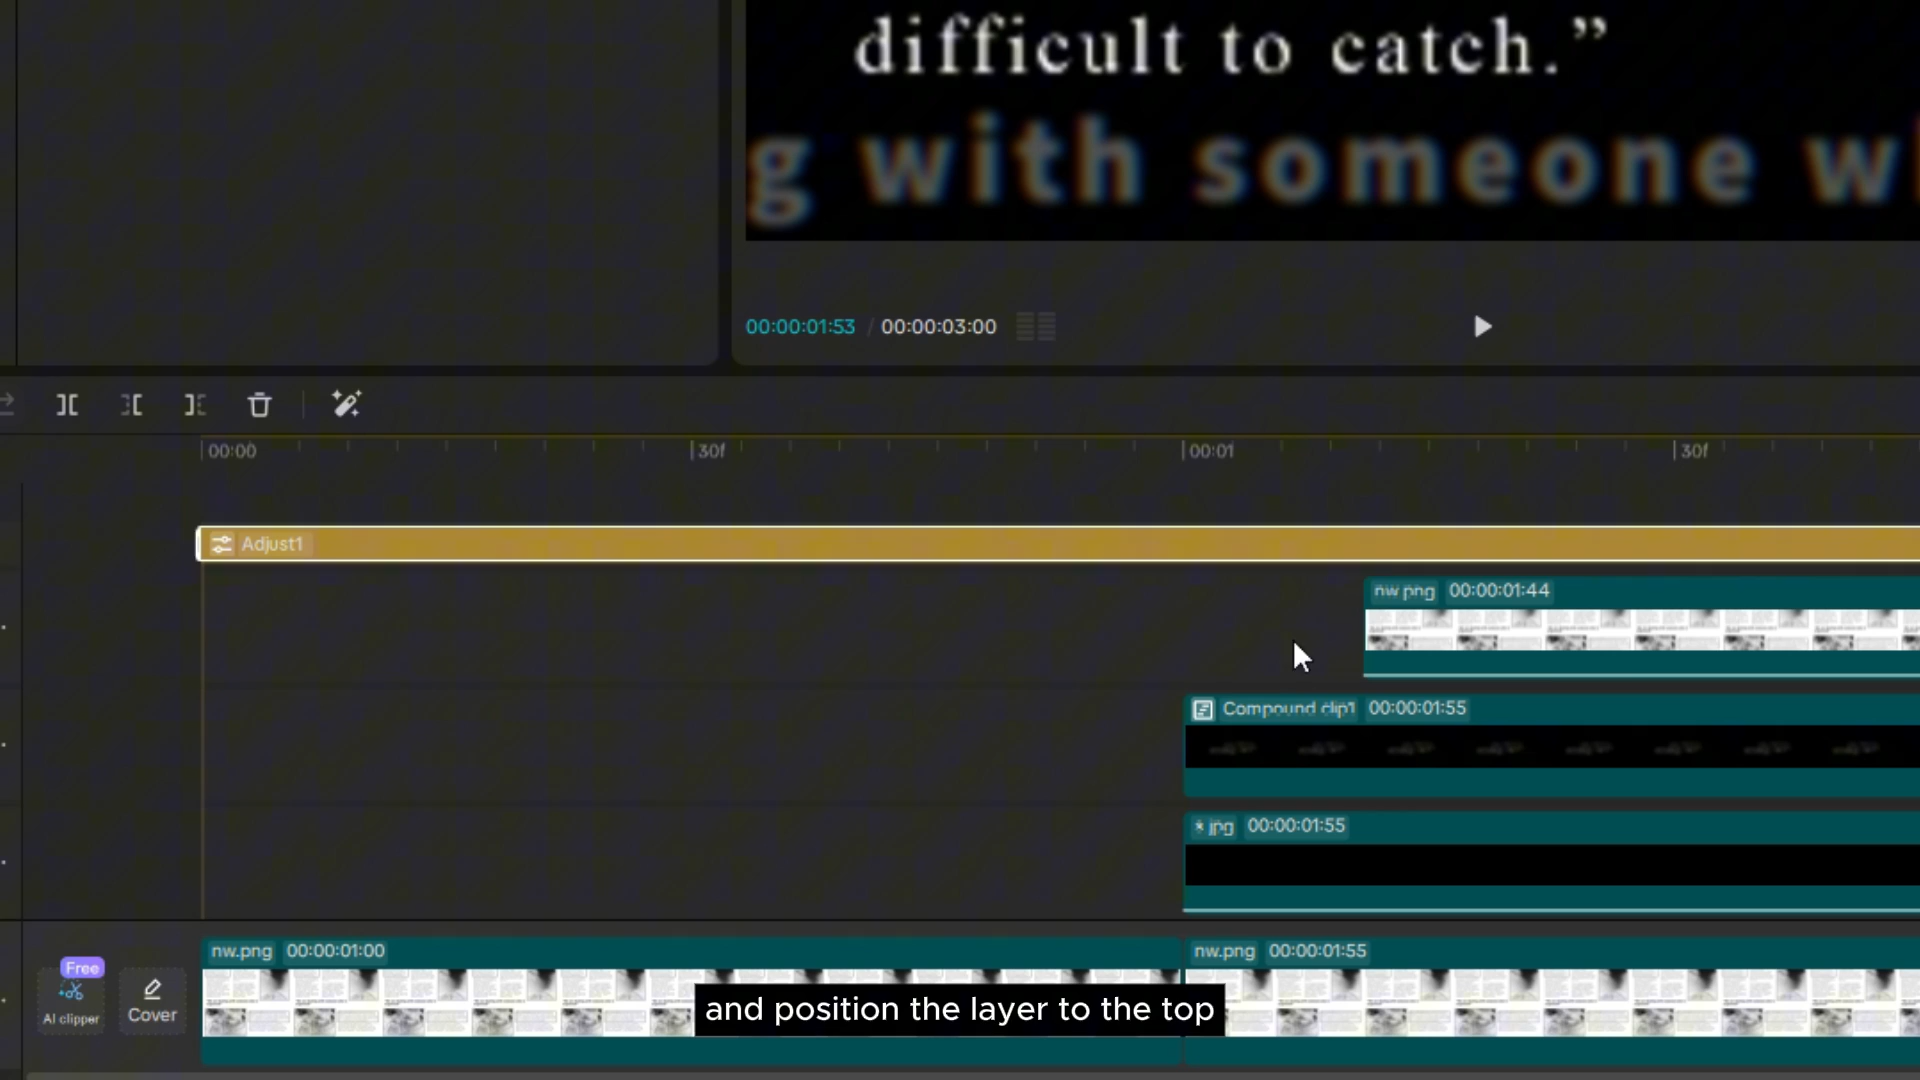 difficult to catch.”
g with someone w
00:00:01:53 / 00:00:03:00
00:00 30f 00:01 30f
Adjust1
nw.png 00:00:01:44
Compound clip1 00:00:01:55
jpg 00:00:01:55
nw.png 00:00:01:00 nw.png 00:00:01:55
Free
AI clipper
Cover
and position the layer to the top